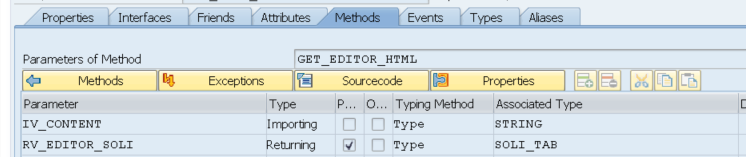 Properties Interfaces Friends Attributes Methods Events Types Aliases
Parameters of Method GET_EDITOR_HTML
Methods Exceptions Sourcecode Properties
Parameter Type P... O... Typing Method Associated Type
IV_CONTENT Importing Type STRING
RV_EDITOR_SOLI Returning Type SOLI_TAB